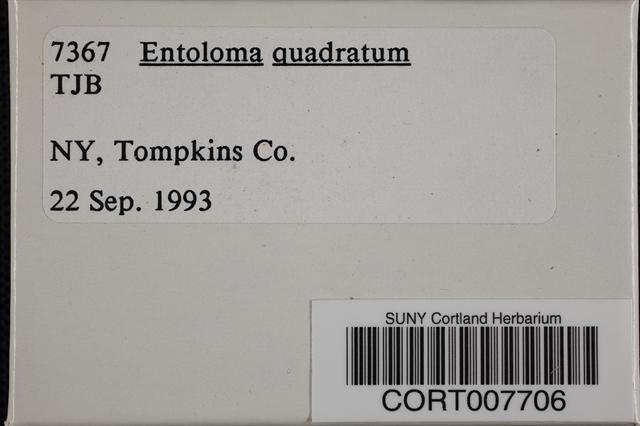 7367 Entoloma quadratum
TJB
NY, Tompkins Co.
22 Sep. 1993
SUNY Cortland Herbarium
CORT007706